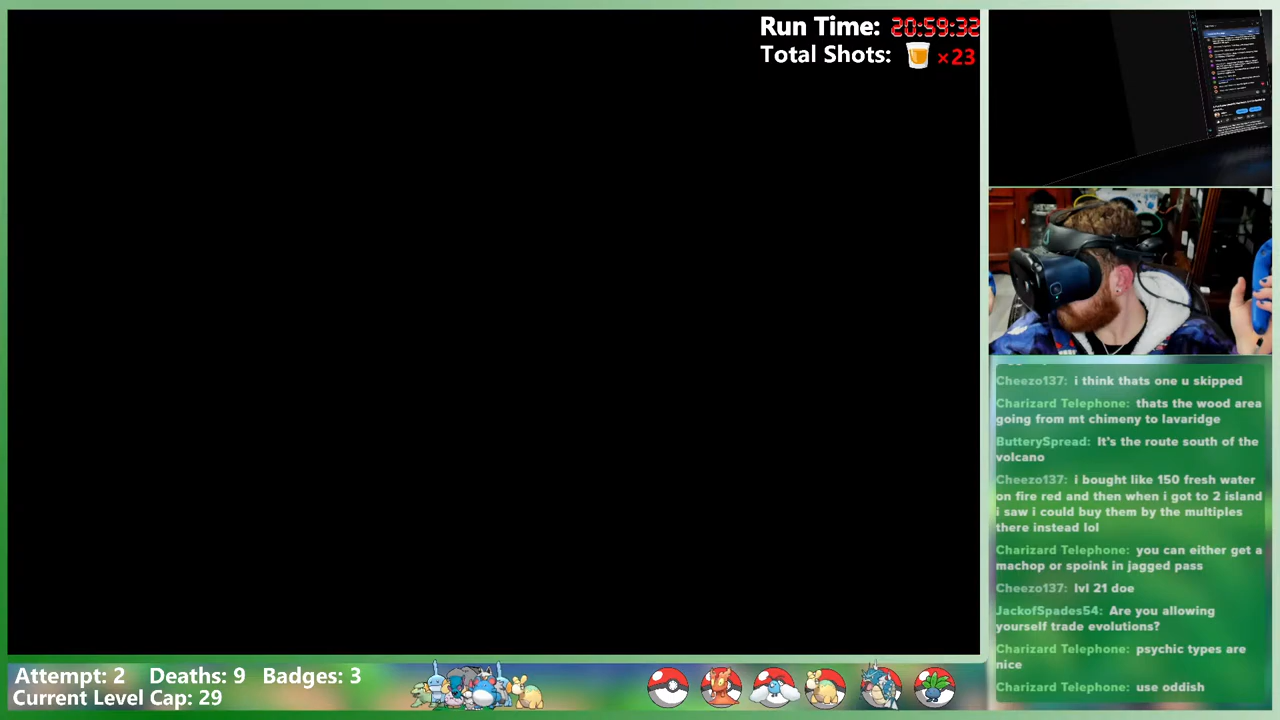 Run Time: 20:59:32
Total Shots: ×23
Cheezo137: i think thats one u skipped
Charizard Telephone: thats the wood area
going from mt chimeny to lavaridge
ButterySpread: It's the route south of the
volcano
Cheezo137: i bought like 150 fresh water
on fire red and then when i got to 2 island
i saw i could buy them by the multiples
there instead lol
Charizard Telephone: you can either get a
machop or spoink in jagged pass
Cheezo137: lvl 21 doe
JackofSpades54: Are you allowing
yourself trade evolutions?
Charizard Telephone: psychic types are
nice
Charizard Telephone: use oddish
Attempt: 2 Deaths: 9 Badges: 3
Current Level Cap: 29